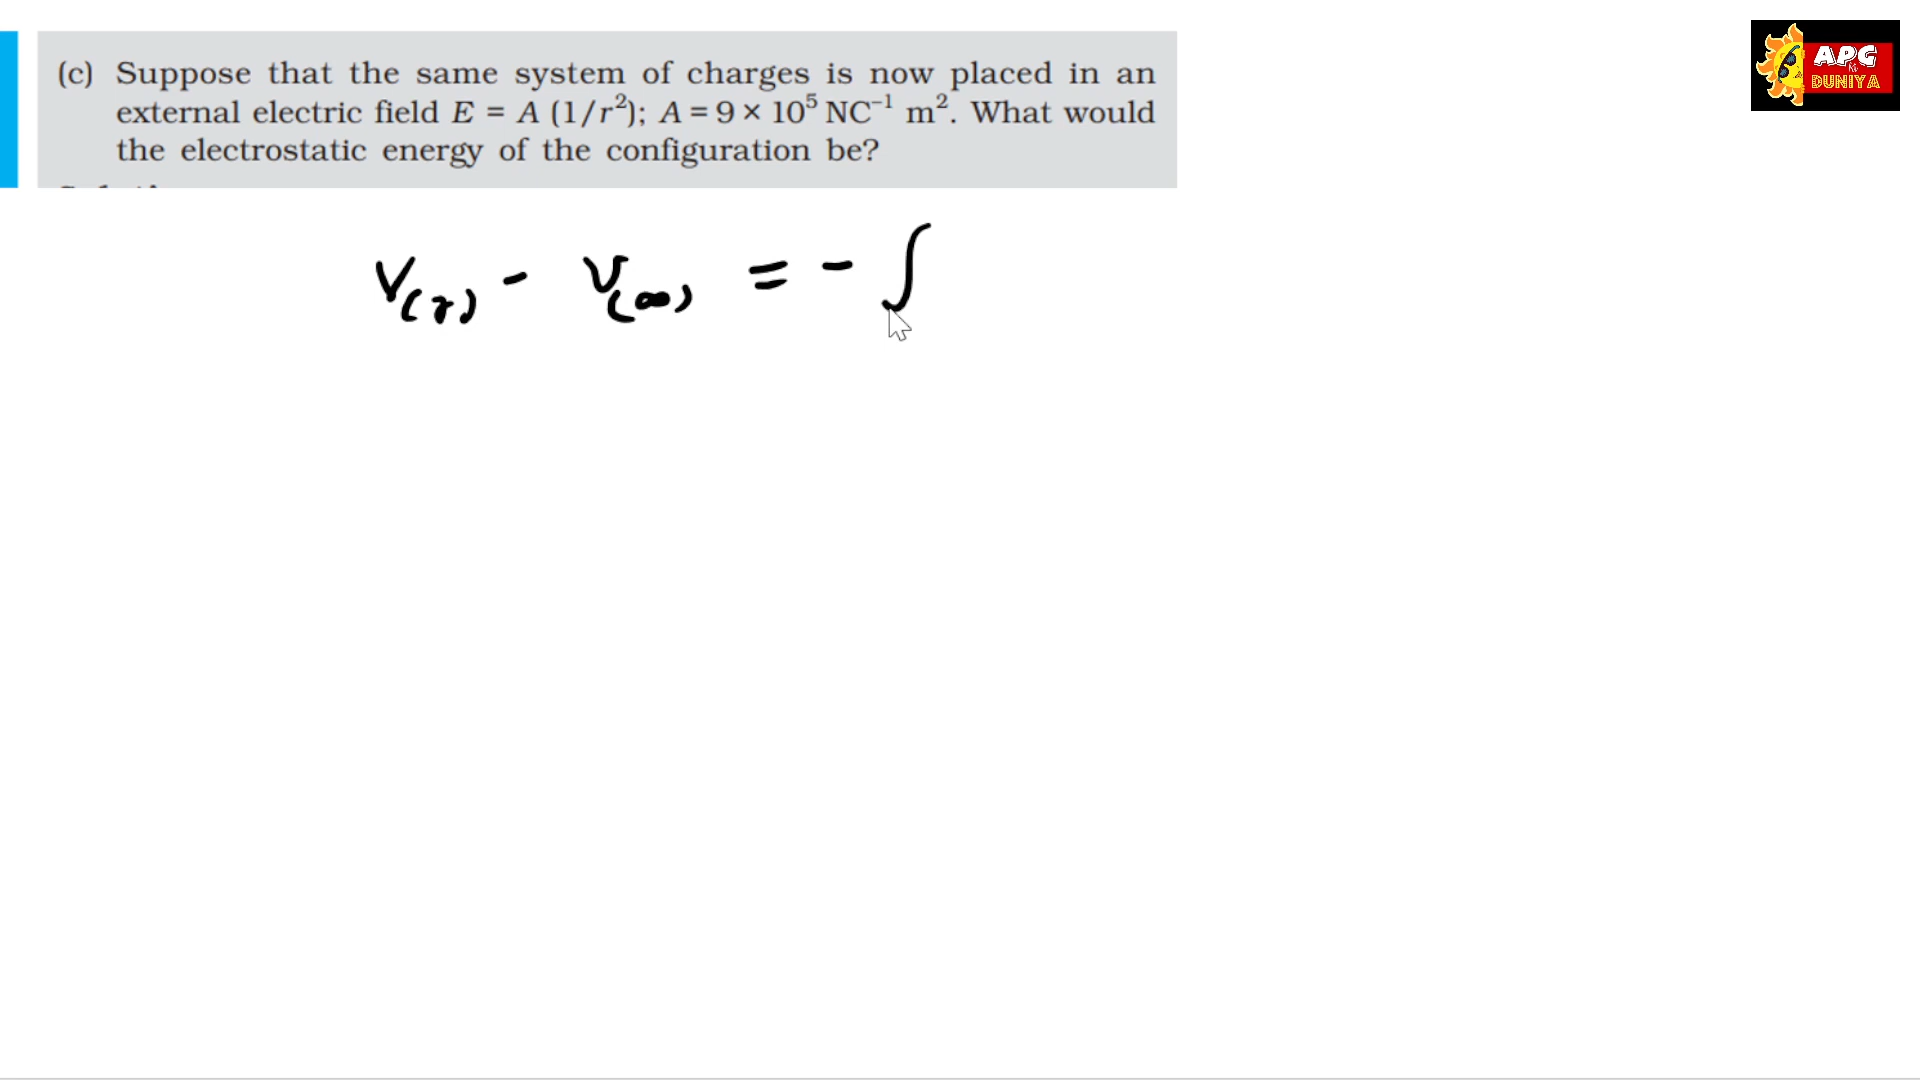 (c) Suppose that the same system of charges is now placed in an
external electric field E = A (1/r²); A = 9 × 10⁵ NC⁻¹ m². What would
the electrostatic energy of the configuration be?
V(r) - V(∞) = - ∫
APG
Ki
DUNIYA